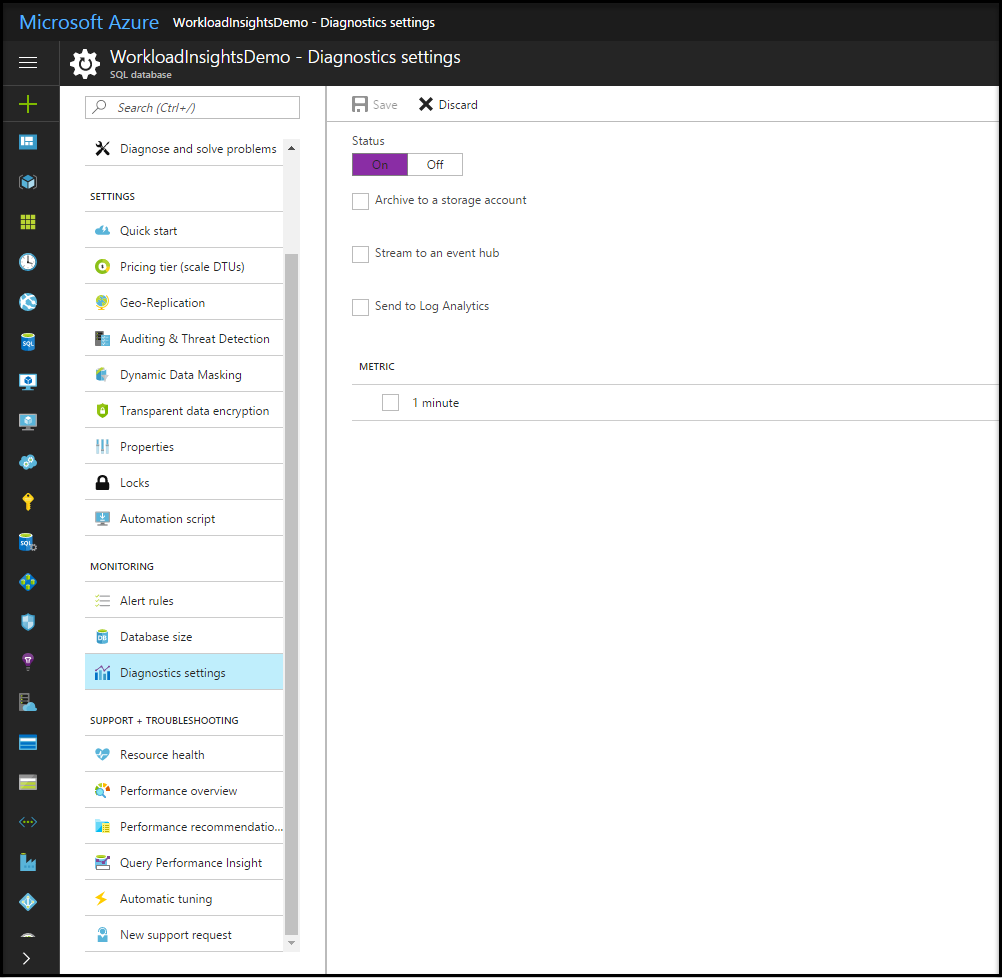 Microsoft Azure WorkloadInsightsDemo - Diagnostics settings
WorkloadInsightsDemo - Diagnostics settings
SQL database
Search (Ctrl+/)
Diagnose and solve problems
SETTINGS
Quick start
Pricing tier (scale DTUs)
Geo-Replication
Auditing & Threat Detection
Dynamic Data Masking
Transparent data encryption
Properties
Locks
Automation script
MONITORING
Alert rules
Database size
Diagnostics settings
SUPPORT + TROUBLESHOOTING
Resource health
Performance overview
Performance recommendatio...
Query Performance Insight
Automatic tuning
New support request
Save Discard
Status
On Off
Archive to a storage account
Stream to an event hub
Send to Log Analytics
METRIC
1 minute
SQL
SQL
DB